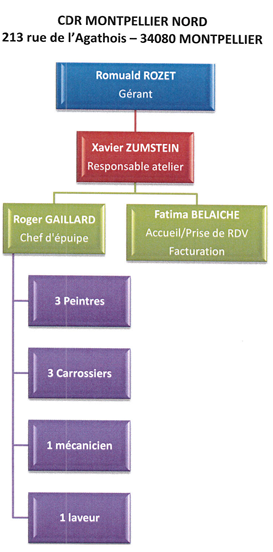 CDR MONTPELLIER NORD
213 rue de l'Agathois – 34080 MONTPELLIER
Romuald ROZET
Gérant
Xavier ZUMSTEIN
Responsable atelier
Roger GAILLARD
Chef d'épuipe
Fatima BELAICHE
Accueil/Prise de RDV
Facturation
3 Peintres
3 Carrossiers
1 mécanicien
1 laveur